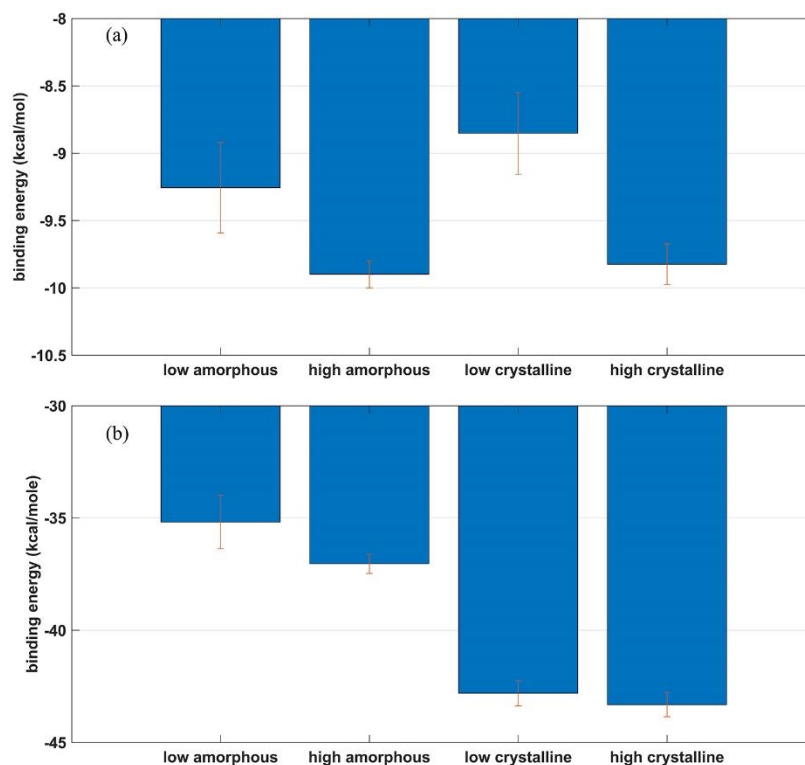 (a)
binding energy (kcal/mol)
-8
-8.5
-9
-9.5
-10
-10.5
low amorphous high amorphous low crystalline high crystalline
(b)
binding energy (kcal/mole)
-30
-35
-40
-45
low amorphous high amorphous low crystalline high crystalline